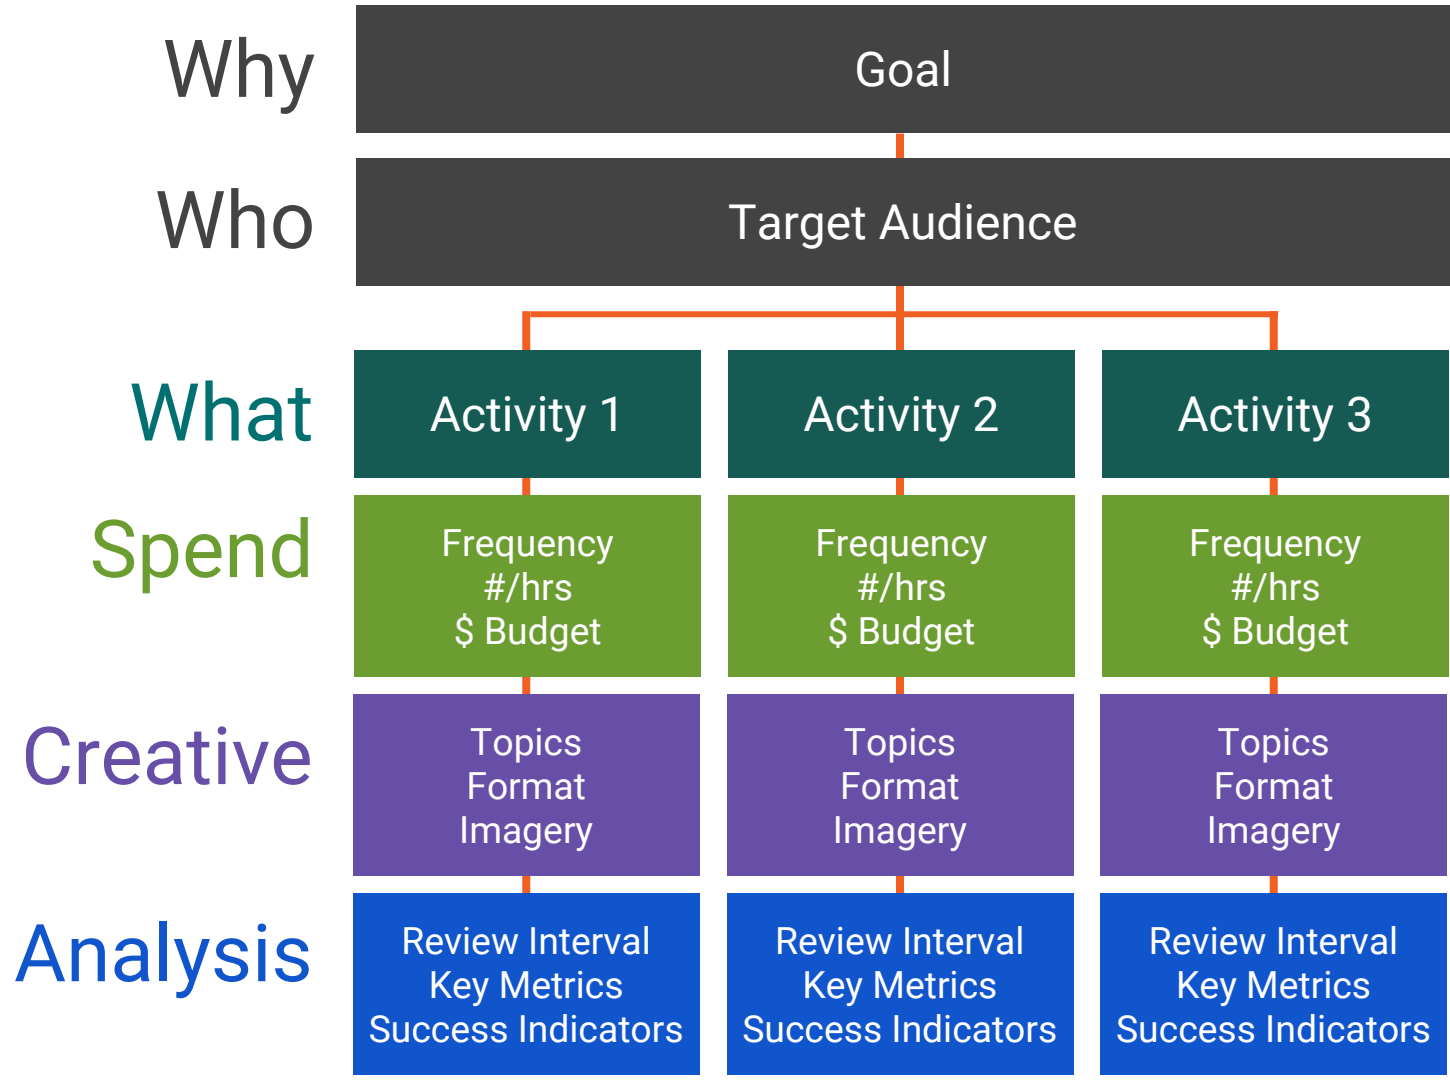 Why
Goal
Who
Target Audience
What
Activity 1
Activity 2
Activity 3
Spend
Frequency
#/hrs
$ Budget
Frequency
#/hrs
$ Budget
Frequency
#/hrs
$ Budget
Creative
Topics
Format
Imagery
Topics
Format
Imagery
Topics
Format
Imagery
Analysis
Review Interval
Key Metrics
Success Indicators
Review Interval
Key Metrics
Success Indicators
Review Interval
Key Metrics
Success Indicators